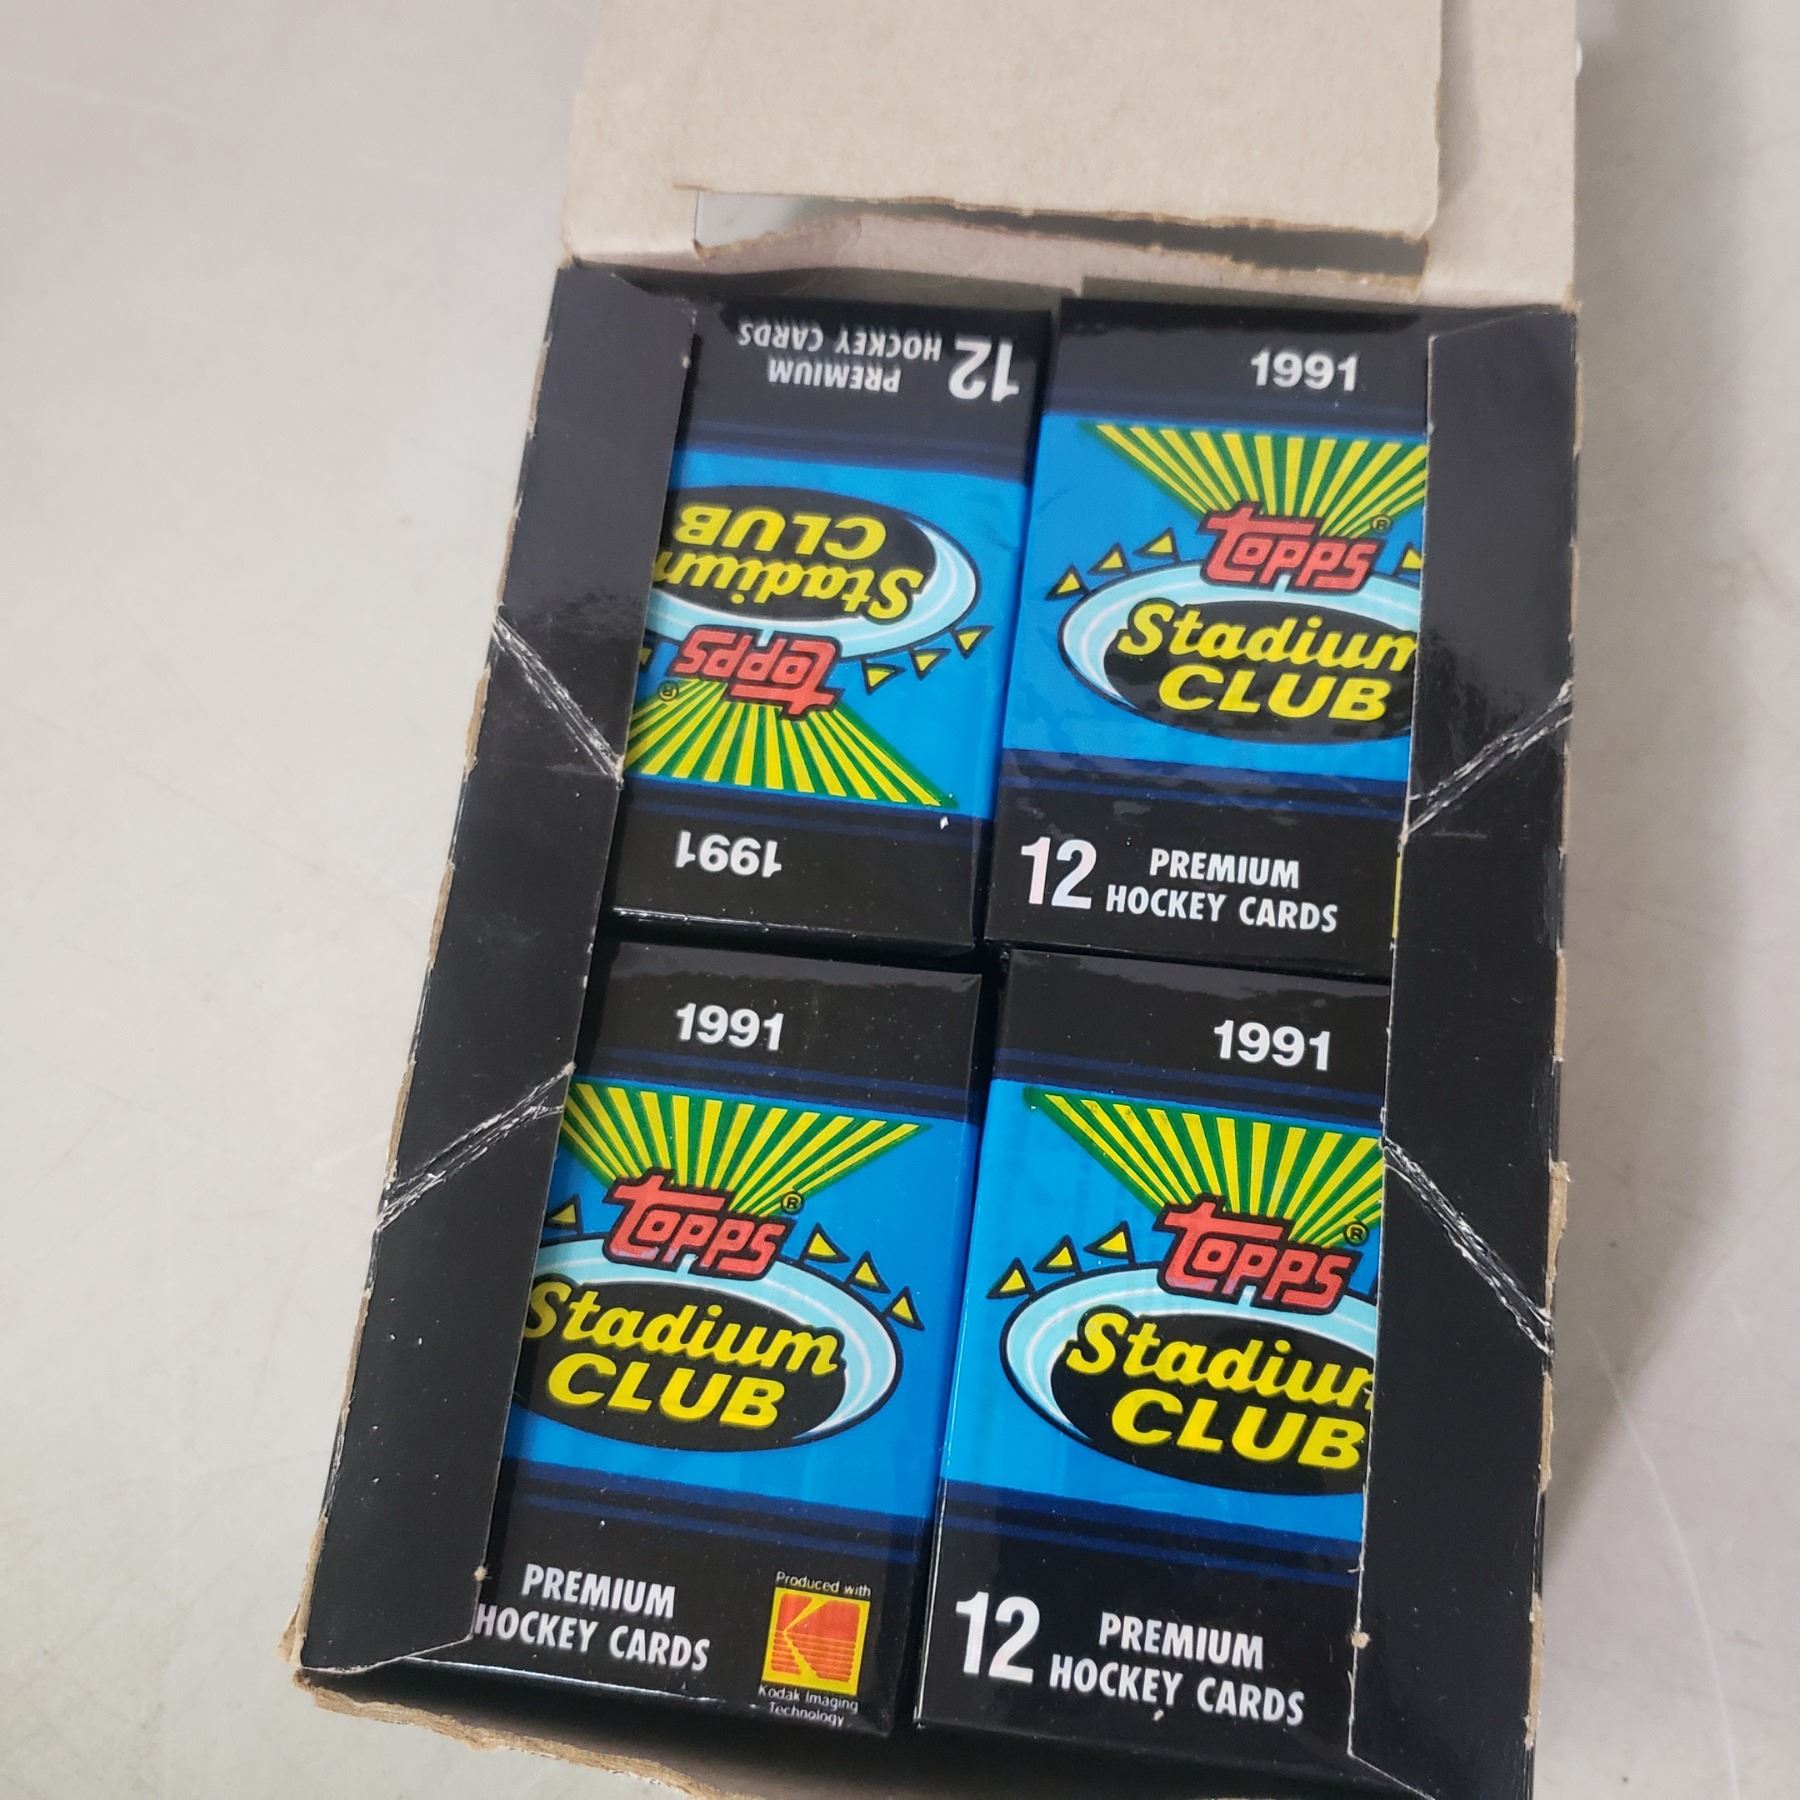 12 PREMIUM
HOCKEY CARDS
Stadium
CLUB
TOPPS
®
1991
1991
TOPPS®
Stadium
CLUB
12 PREMIUM
HOCKEY CARDS
1991
TOPPS®
Stadium
CLUB
PREMIUM
HOCKEY CARDS
Produced with
Kodak Imaging
Technology
1991
TOPPS®
Stadium
CLUB
12 PREMIUM
HOCKEY CARDS